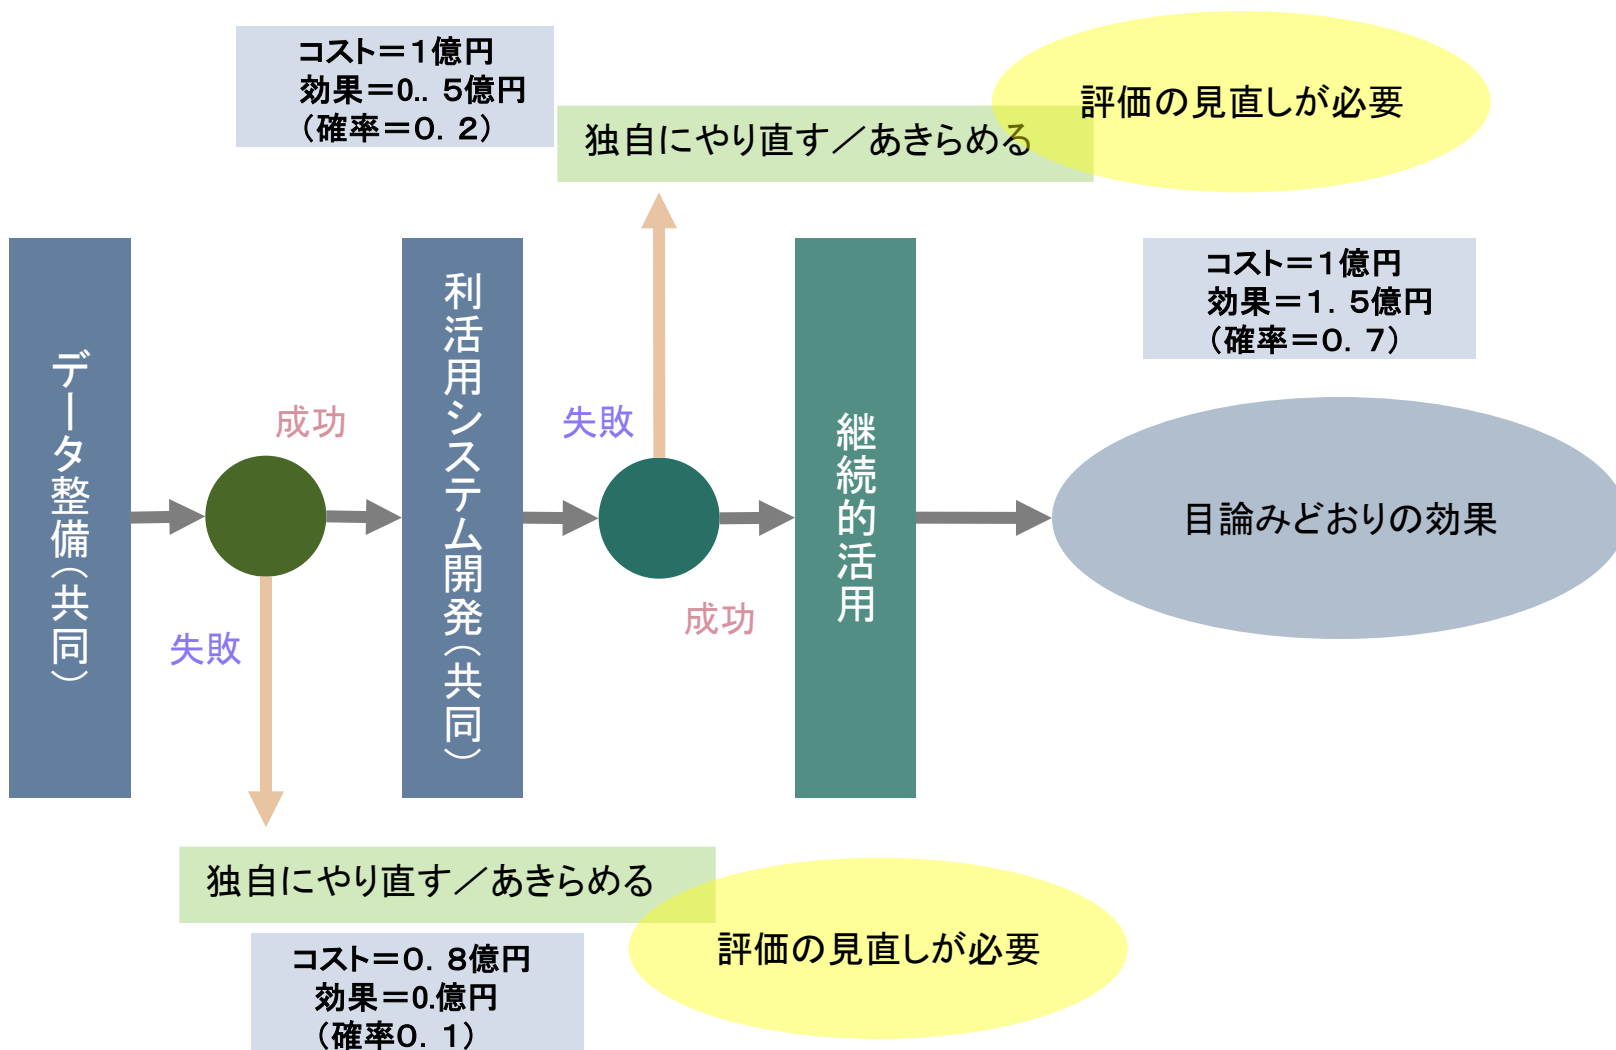 コスト＝１億円
効果＝0.. ５億円
（確率＝０. ２）
評価の見直しが必要
独自にやり直す／あきらめる
コスト＝１億円
効果＝１. ５億円
（確率＝０. ７）
データ整備（共同）
成功
利活用システム開発（共同）
失敗
継続的活用
目論みどおりの効果
失敗
成功
独自にやり直す／あきらめる
評価の見直しが必要
コスト＝０. ８億円
効果＝0.億円
（確率０. １）